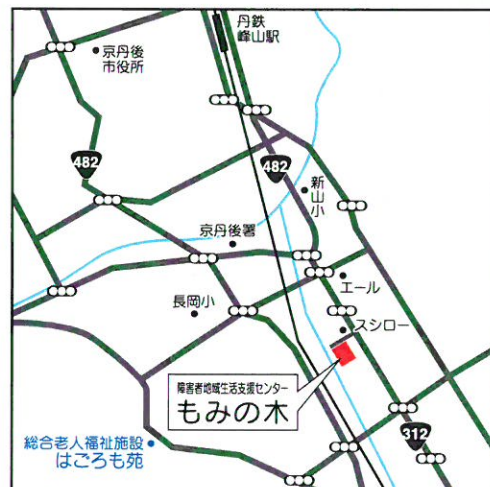 丹鉄
峰山駅
京丹後
市役所
482
482
新山小
京丹後署
エール
長岡小
スシロー
障害者地域生活支援センター
もみの木
312
総合老人福祉施設
はごろも苑